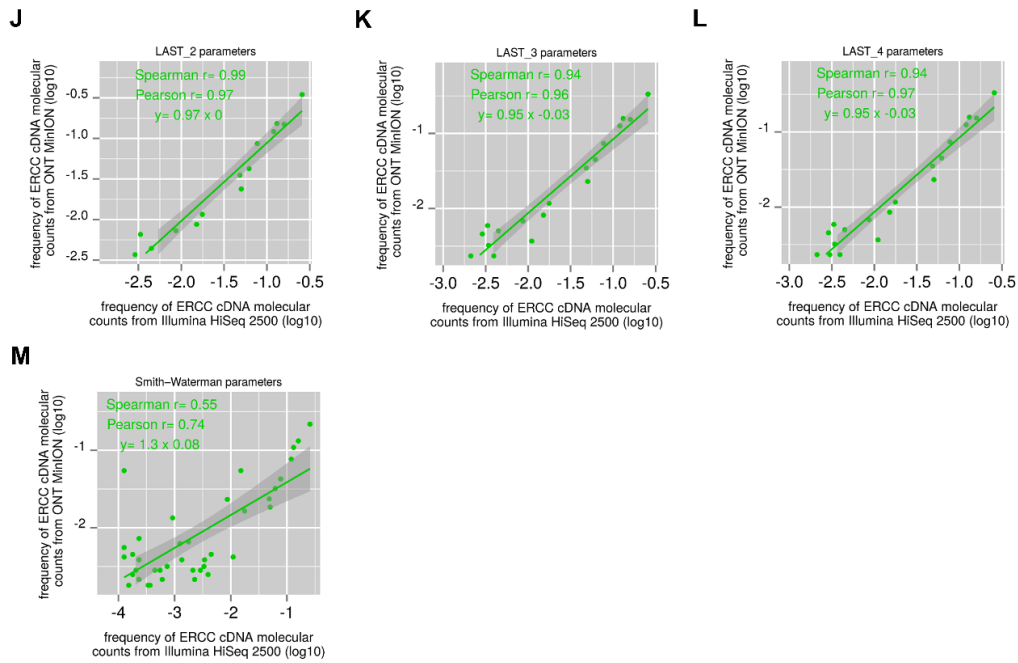 J
LAST_2 parameters
frequency of ERCC cDNA molecular
counts from ONT MinION (log10)
Spearman r= 0.99
Pearson r= 0.97
y= 0.97 x 0
-0.5
-1.0
-1.5
-2.0
-2.5
-2.5 -2.0 -1.5 -1.0 -0.5
frequency of ERCC cDNA molecular
counts from Illumina HiSeq 2500 (log10)
K
LAST_3 parameters
frequency of ERCC cDNA molecular
counts from ONT MinION (log10)
Spearman r= 0.94
Pearson r= 0.96
y= 0.95 x -0.03
-1
-2
-3.0 -2.5 -2.0 -1.5 -1.0 -0.5
frequency of ERCC cDNA molecular
counts from Illumina HiSeq 2500 (log10)
L
LAST_4 parameters
frequency of ERCC cDNA molecular
counts from ONT MinION (log10)
Spearman r= 0.94
Pearson r= 0.97
y= 0.95 x -0.03
-1
-2
-3.0 -2.5 -2.0 -1.5 -1.0 -0.5
frequency of ERCC cDNA molecular
counts from Illumina HiSeq 2500 (log10)
M
Smith-Waterman parameters
frequency of ERCC cDNA molecular
counts from ONT MinION (log10)
Spearman r= 0.55
Pearson r= 0.74
y= 1.3 x 0.08
-1
-2
-4 -3 -2 -1
frequency of ERCC cDNA molecular
counts from Illumina HiSeq 2500 (log10)